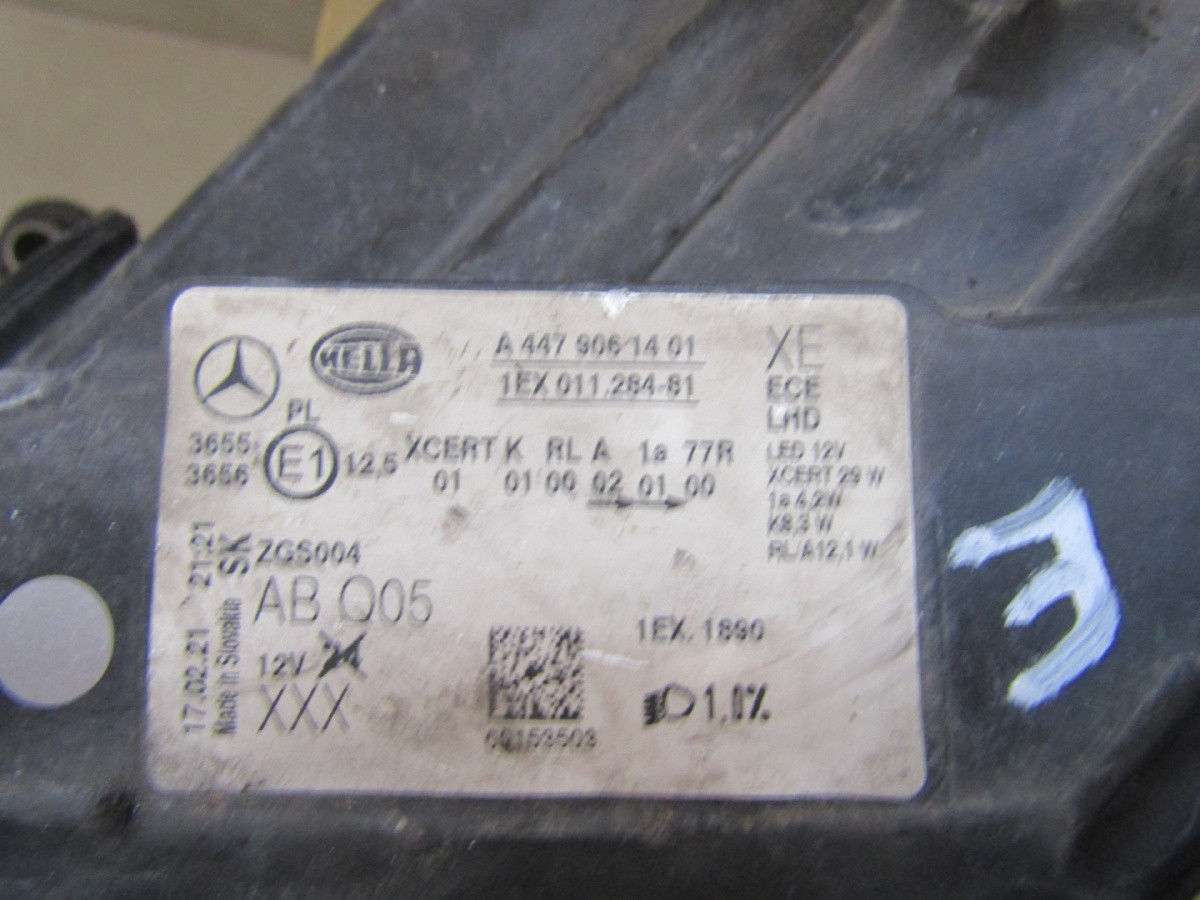 HELLA
A 447 906 14 01
1EX 011.284-81
XE
ECE
LHD
PL
3655
3656
E1
12,5
XCERT K RL A 1a 77R
01 01 00 02 01 00
LED 12V
XCERT 29 W
1a 4,2W
K8,3 W
RL/A12,1 W
17.02.21 21:21
Made in Slovakia SK
ZGS004
AB Q05
12V
XXX
1EX.1890
1,0%
3